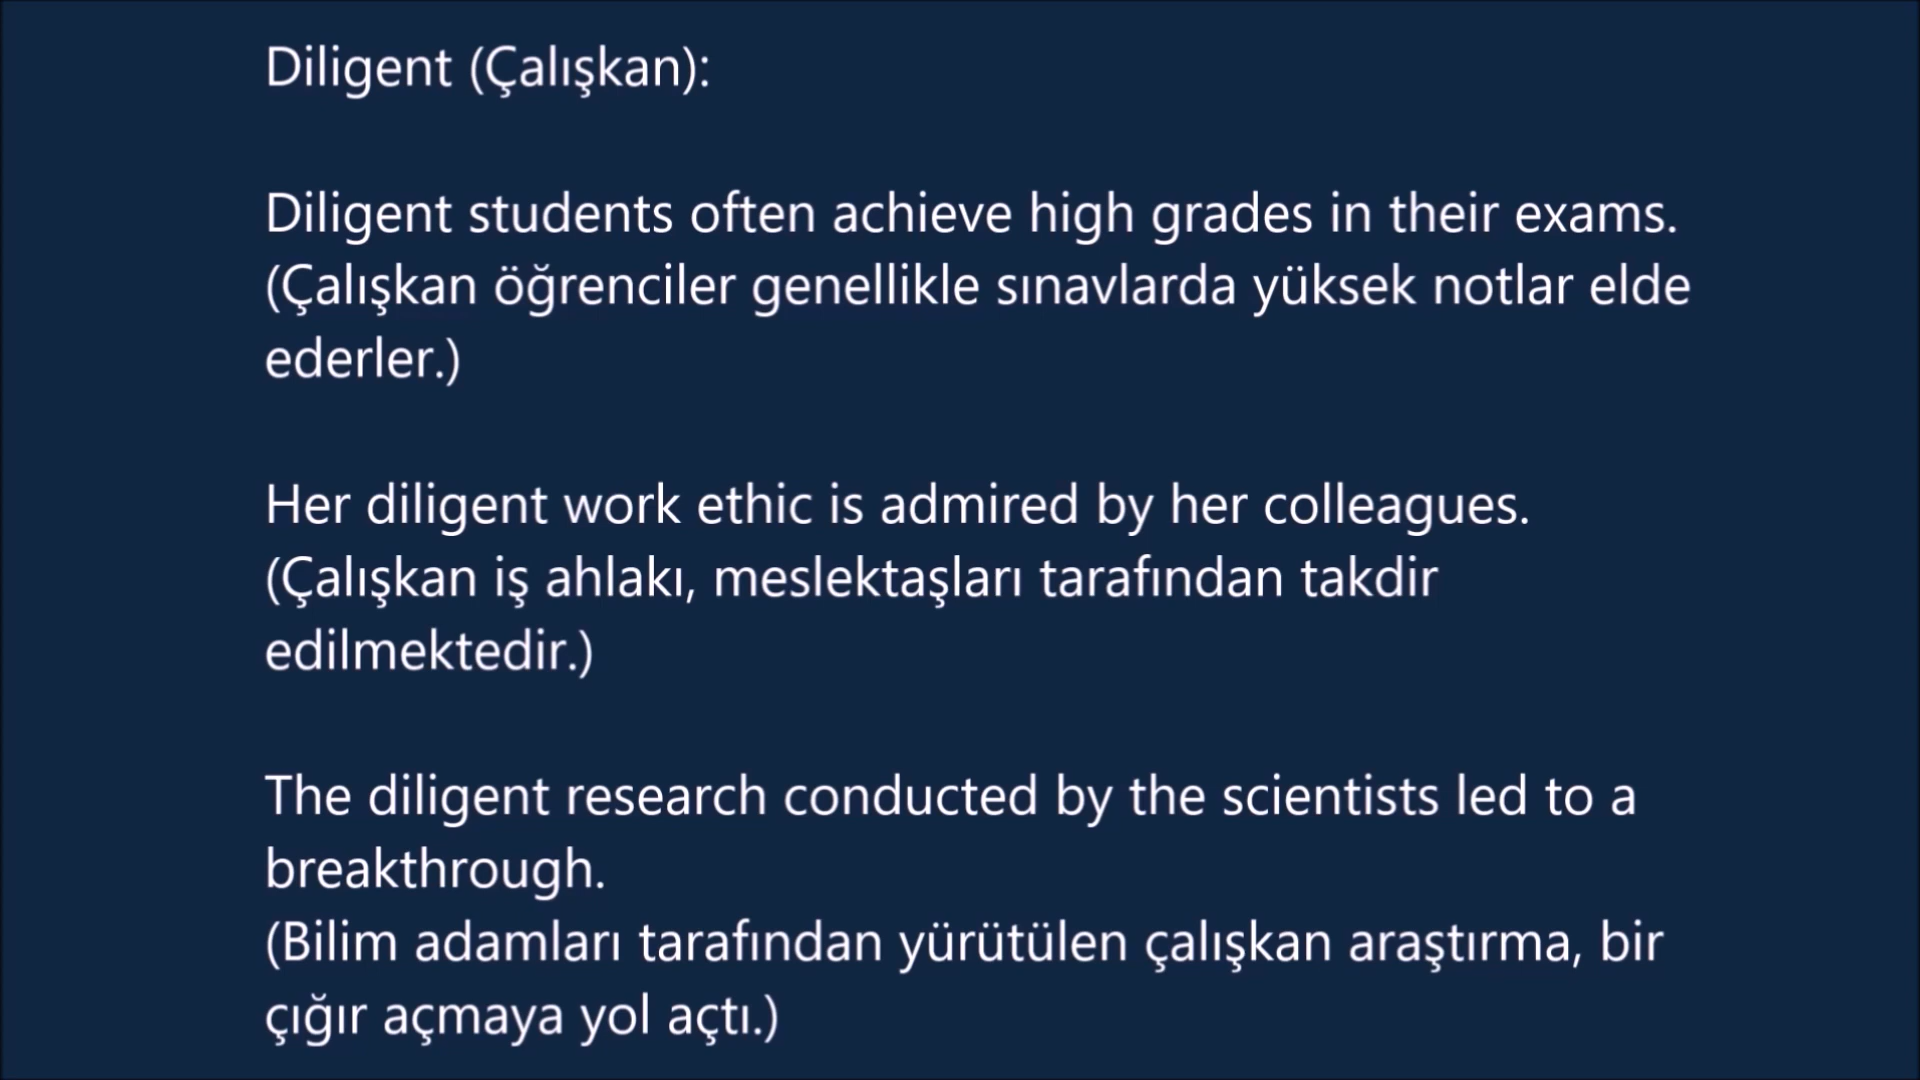 Diligent (Çalışkan):
Diligent students often achieve high grades in their exams.
(Çalışkan öğrenciler genellikle sınavlarda yüksek notlar elde
ederler.)
Her diligent work ethic is admired by her colleagues.
(Çalışkan iş ahlakı, meslektaşları tarafından takdir
edilmektedir.)
The diligent research conducted by the scientists led to a
breakthrough.
(Bilim adamları tarafından yürütülen çalışkan araştırma, bir
çığır açmaya yol açtı.)